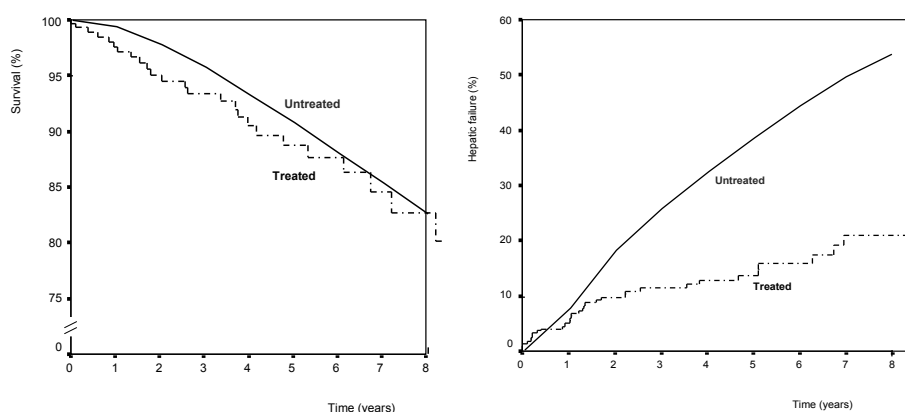 Survival (%)
100
95
90
85
80
75
0
Untreated
Treated
0 1 2 3 4 5 6 7 8
Time (years)
Hepatic failure (%)
60
50
40
30
20
10
0
Untreated
Treated
0 1 2 3 4 5 6 7 8
Time (years)